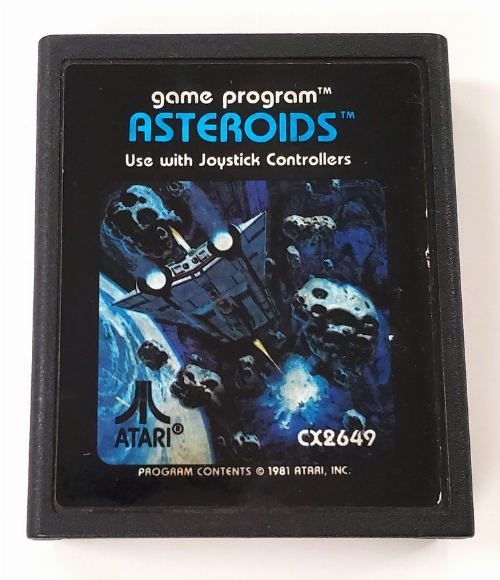 game program™
ASTEROIDS™
Use with Joystick Controllers
ATARI®
CX2649
PROGRAM CONTENTS © 1981 ATARI, INC.